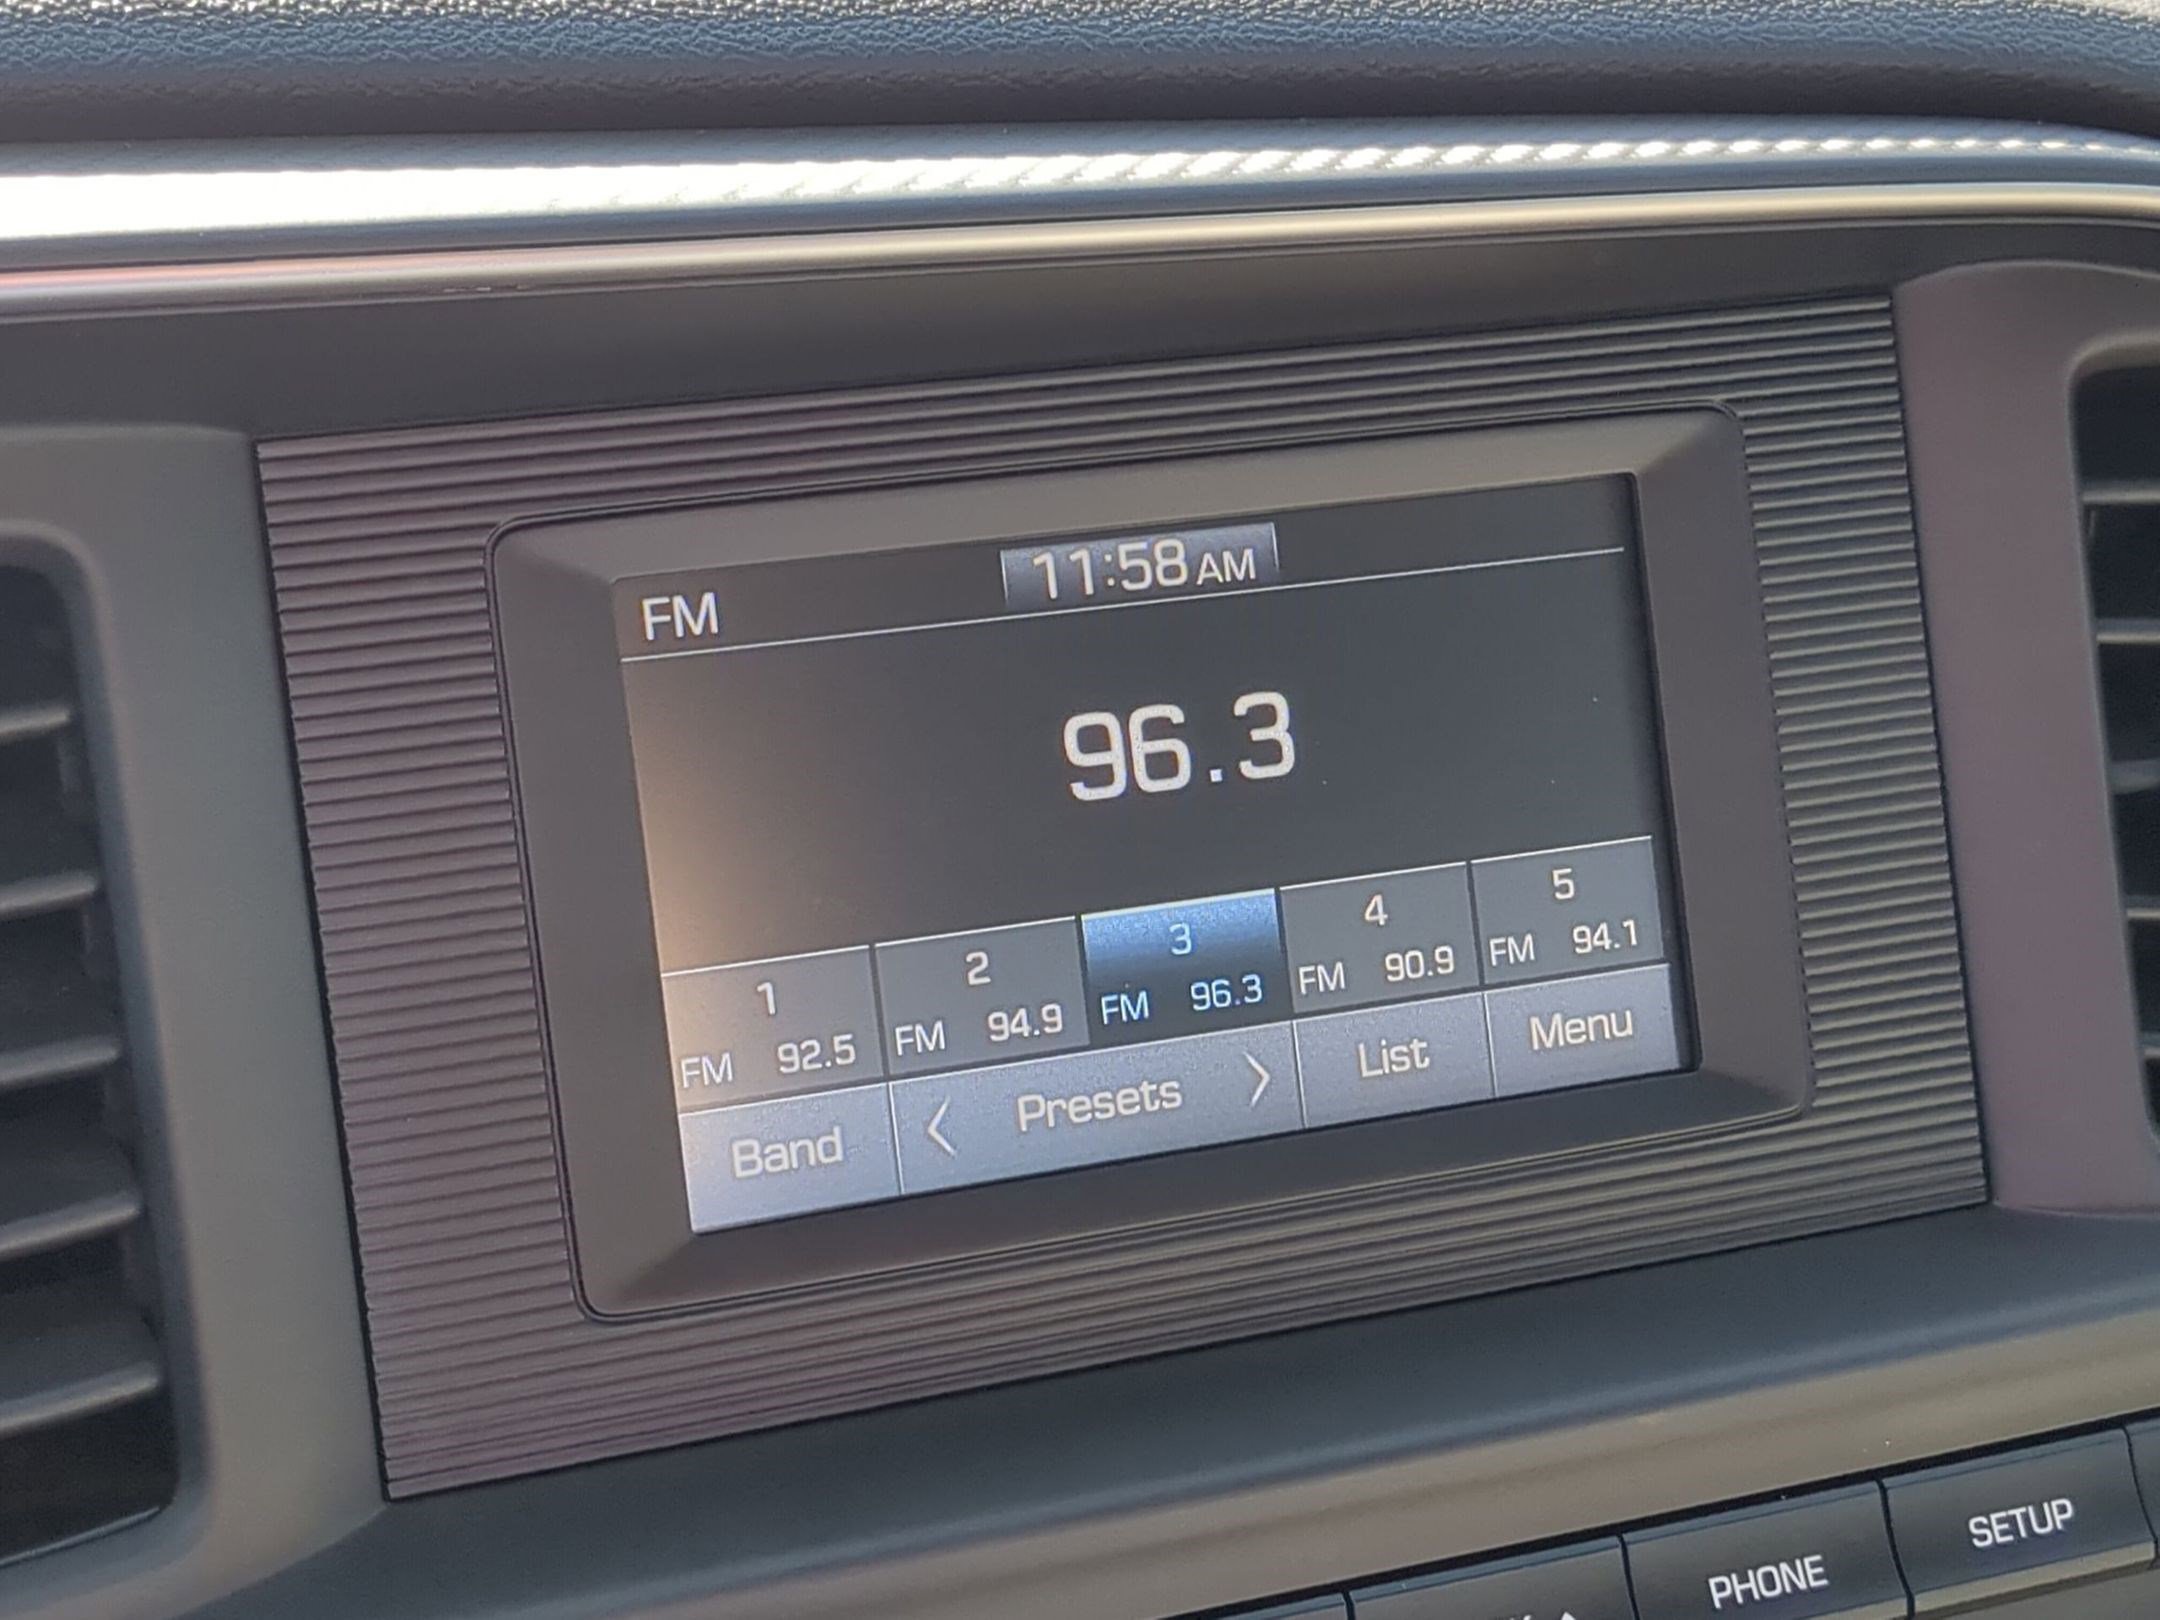 11:58 AM
FM
96.3
1 2 3 4 5
FM 92.5 FM 94.9 FM 96.3 FM 90.9 FM 94.1
Band < Presets > List Menu
PHONE SETUP